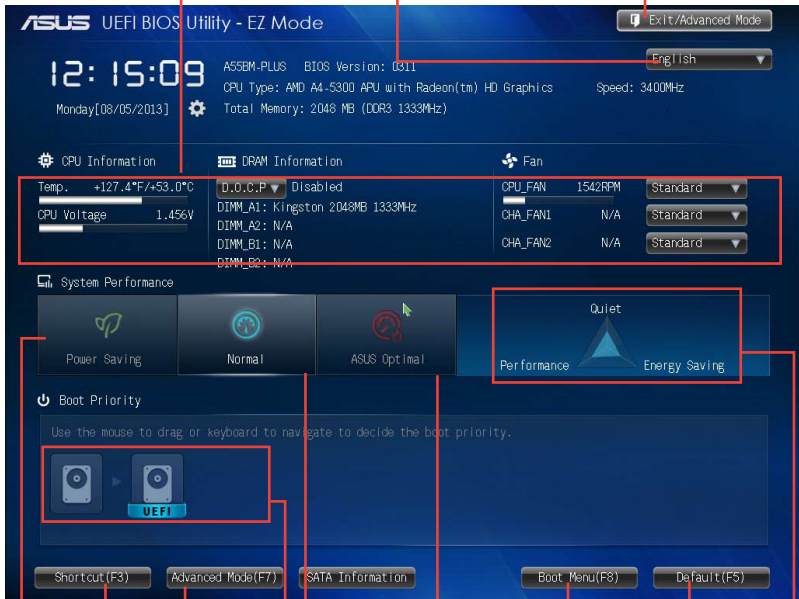 ASUS UEFI BIOS Utility - EZ Mode
Exit/Advanced Mode
English
12:15:09
Monday[08/05/2013]
A55BM-PLUS BIOS Version: 0311
CPU Type: AMD A4-5300 APU with Radeon(tm) HD Graphics Speed: 3400MHz
Total Memory: 2048 MB (DDR3 1333MHz)
CPU Information
Temp. +127.4°F/+53.0°C
CPU Voltage 1.456V
DRAM Information
D.O.C.P Disabled
DIMM_A1: Kingston 2048MB 1333MHz
DIMM_A2: N/A
DIMM_B1: N/A
DIMM_B2: N/A
Fan
CPU_FAN 1542RPM Standard
CHA_FAN1 N/A Standard
CHA_FAN2 N/A Standard
System Performance
Power Saving
Normal
ASUS Optimal
Quiet
Performance
Energy Saving
Boot Priority
Use the mouse to drag or keyboard to navigate to decide the boot priority.
UEFI
Shortcut(F3)
Advanced Mode(F7)
SATA Information
Boot Menu(F8)
Default(F5)